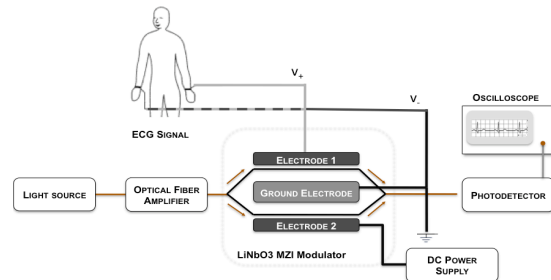 V+
V-
OSCILLOSCOPE
ECG SIGNAL
ELECTRODE 1
GROUND ELECTRODE
LIGHT SOURCE
OPTICAL FIBER
AMPLIFIER
PHOTODETECTOR
ELECTRODE 2
LiNbO3 MZI Modulator
DC POWER
SUPPLY